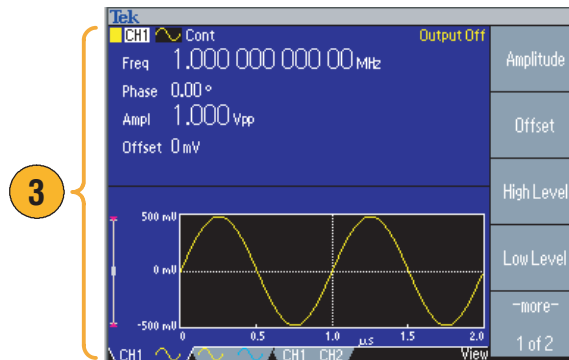 Tek
CH1 Cont Output Off
Freq 1.000 000 000 00 MHz
Phase 0.00 °
Ampl 1.000 Vpp
Offset 0 mV
Amplitude
Offset
High Level
Low Level
-more-
1 of 2
3
500 mV
0 mV
-500 mV
0 0.5 1.0 1.5 2.0
µs
CH1 CH1 CH2 View